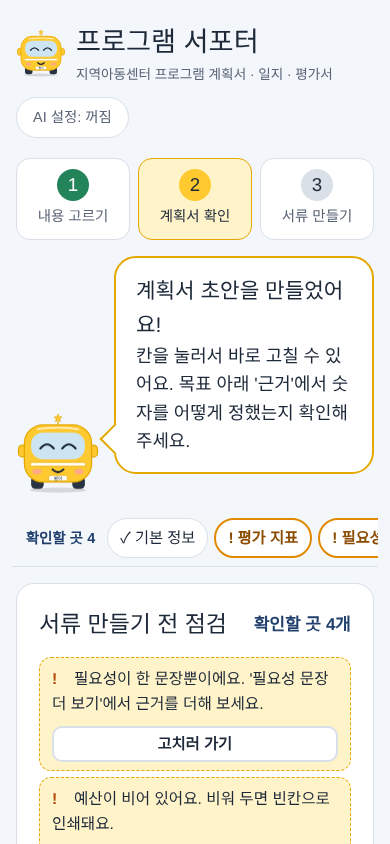 프로그램 서포터
지역아동센터 프로그램 계획서 · 일지 · 평가서
AI 설정: 꺼짐
1
내용 고르기
2
계획서 확인
3
서류 만들기
계획서 초안을 만들었어
요!
칸을 눌러서 바로 고칠 수 있
어요. 목표 아래 '근거'에서 숫
자를 어떻게 정했는지 확인해
주세요.
확인할 곳 4
✓ 기본 정보
! 평가 지표
! 필요성
서류 만들기 전 점검
확인할 곳 4개
! 필요성이 한 문장뿐이에요. '필요성 문장
더 보기'에서 근거를 더해 보세요.
고치러 가기
! 예산이 비어 있어요. 비워 두면 빈칸으로
인쇄돼요.